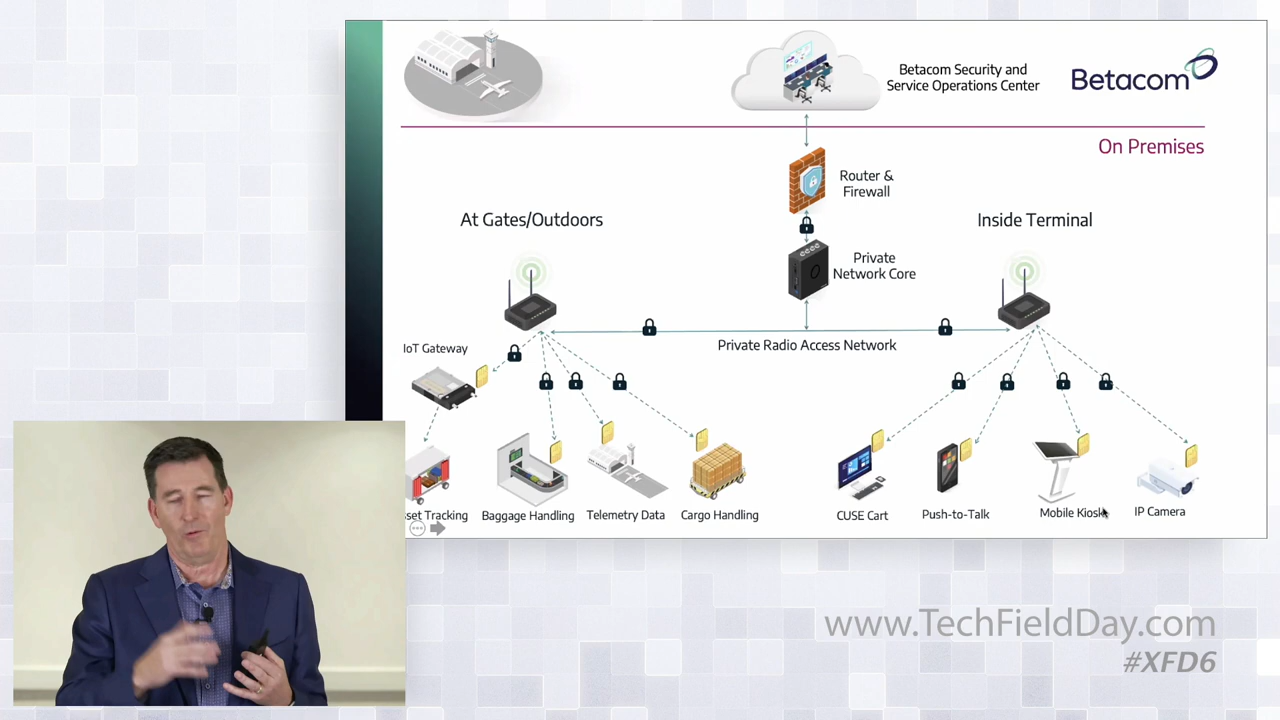 Betacom Security and
Service Operations Center
Betacom
On Premises
Router &
Firewall
At Gates/Outdoors
Inside Terminal
Private
Network Core
IoT Gateway
Private Radio Access Network
set Tracking
Baggage Handling
Telemetry Data
Cargo Handling
CUSE Cart
Push-to-Talk
Mobile Kiosk
IP Camera
www.TechFieldDay.com
#XFD6